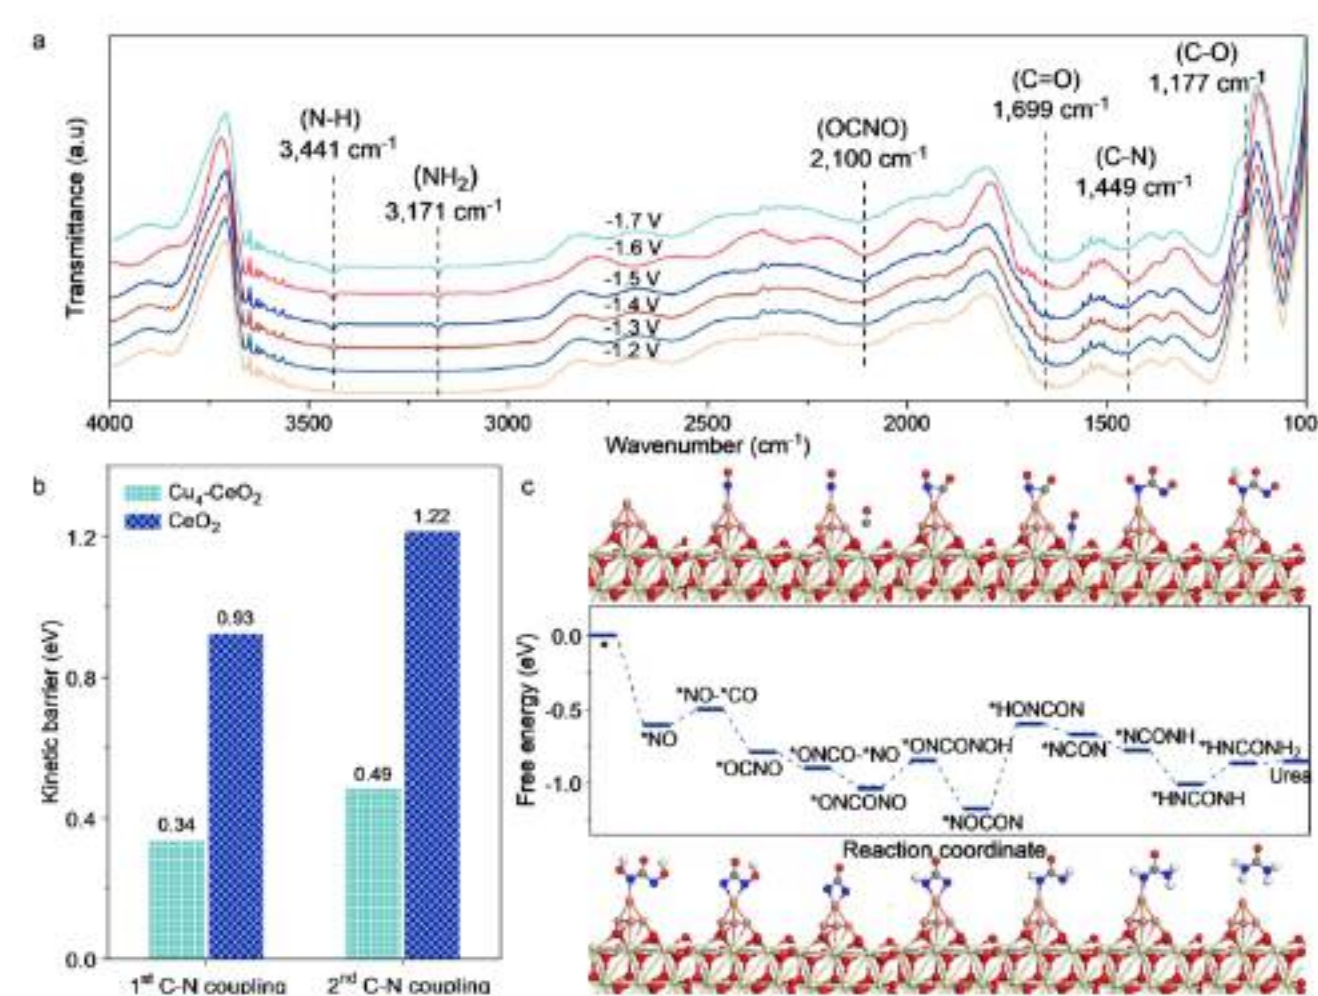 a
Transmittance (a.u)
(N-H)
3,441 cm⁻¹
(NH₂)
3,171 cm⁻¹
(OCNO)
2,100 cm⁻¹
(C=O)
1,699 cm⁻¹
(C-N)
1,449 cm⁻¹
(C-O)
1,177 cm⁻¹
-1.7 V
-1.6 V
-1.5 V
-1.4 V
-1.3 V
-1.2 V
4000 3500 3000 2500 2000 1500 100
Wavenumber (cm⁻¹)
b
Cu₄-CeO₂
CeO₂
Kinetic barrier (eV)
1.2
0.8
0.4
0.0
0.34
0.93
0.49
1.22
1ˢᵗ C-N coupling
2ⁿᵈ C-N coupling
c
Free energy (eV)
0.0
-0.5
-1.0
*
*NO
*NO-*CO
*OCNO
*ONCO-*NO
*ONCONO
*ONCONOH
*NOCON
*HONCON
*NCON
*NCONH
*HNCONH
*HNCONH₂
Urea
Reaction coordinate